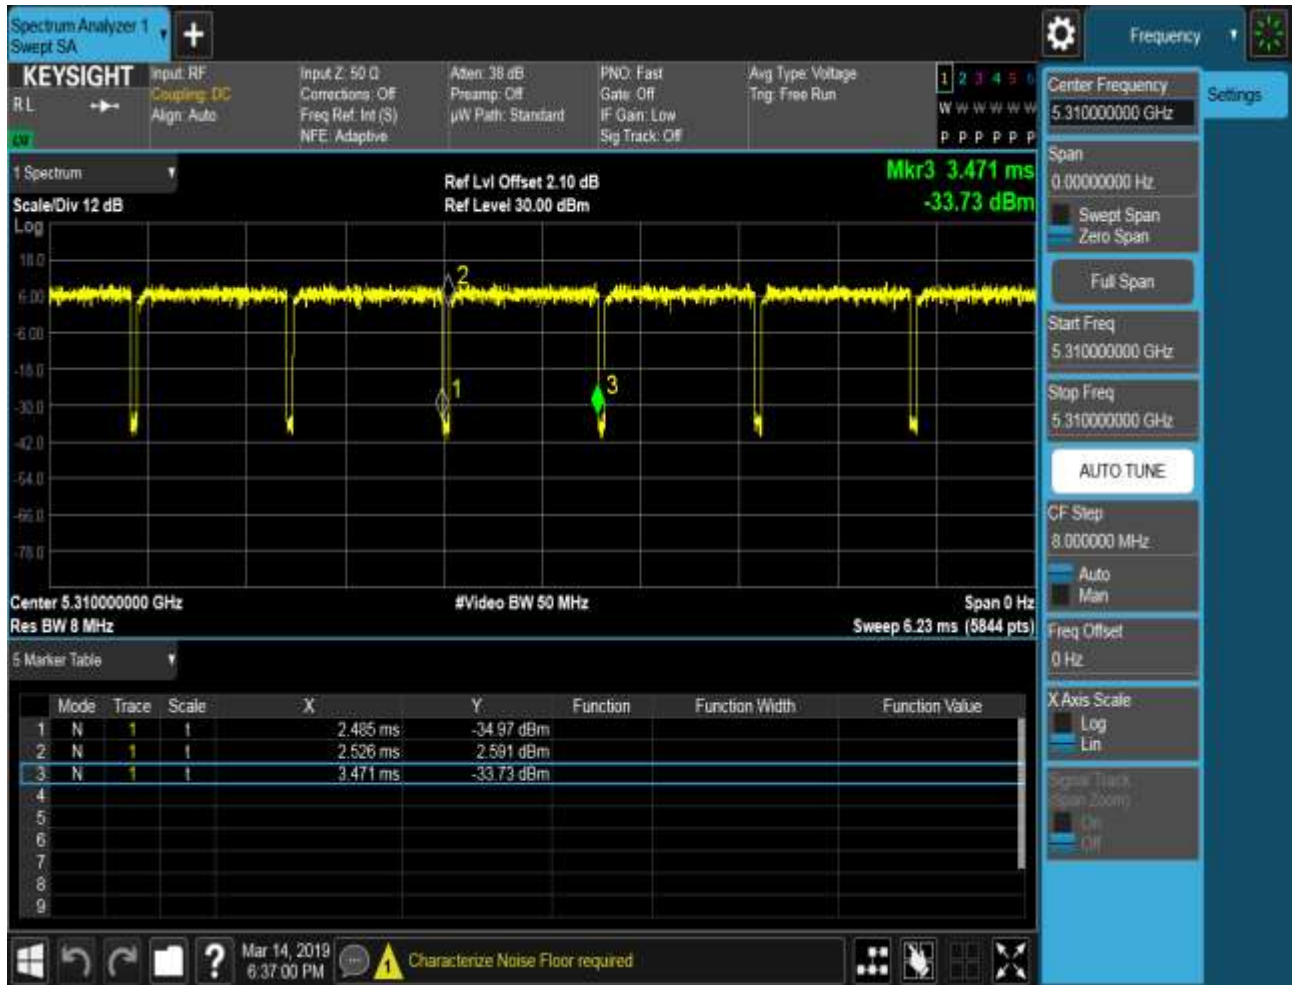 Spectrum Analyzer 1
Swept SA
+
Frequency
KEYSIGHT
RL
Input: RF
Coupling: DC
Align: Auto
Input Z: 50 Ω
Corrections: Off
Freq Ref: Int (S)
NFE: Adaptive
Atten: 38 dB
Preamp: Off
µW Path: Standard
PNO: Fast
Gate: Off
IF Gain: Low
Sig Track: Off
Avg Type: Voltage
Trig: Free Run
1 2 3 4 5 6
W W W W W W
P P P P P P
1 Spectrum
Scale/Div 12 dB
Log
Ref Lvl Offset 2.10 dB
Ref Level 30.00 dBm
Mkr3 3.471 ms
-33.73 dBm
18.0
6.00
-6.00
-18.0
-30.0
-42.0
-54.0
-66.0
-78.0
2
1
3
Center 5.310000000 GHz
Res BW 8 MHz
#Video BW 50 MHz
Span 0 Hz
Sweep 6.23 ms (5844 pts)
5 Marker Table
Mode Trace Scale X Y Function Function Width Function Value
1 N 1 t 2.485 ms -34.97 dBm
2 N 1 t 2.526 ms 2.591 dBm
3 N 1 t 3.471 ms -33.73 dBm
4
5
6
7
8
9
Mar 14, 2019
6:37:00 PM
?
1
Characterize Noise Floor required
Settings
Center Frequency
5.310000000 GHz
Span
0.00000000 Hz
Swept Span
Zero Span
Full Span
Start Freq
5.310000000 GHz
Stop Freq
5.310000000 GHz
AUTO TUNE
CF Step
8.000000 MHz
Auto
Man
Freq Offset
0 Hz
X Axis Scale
Log
Lin
Signal Track
(Span Zoom)
On
Off